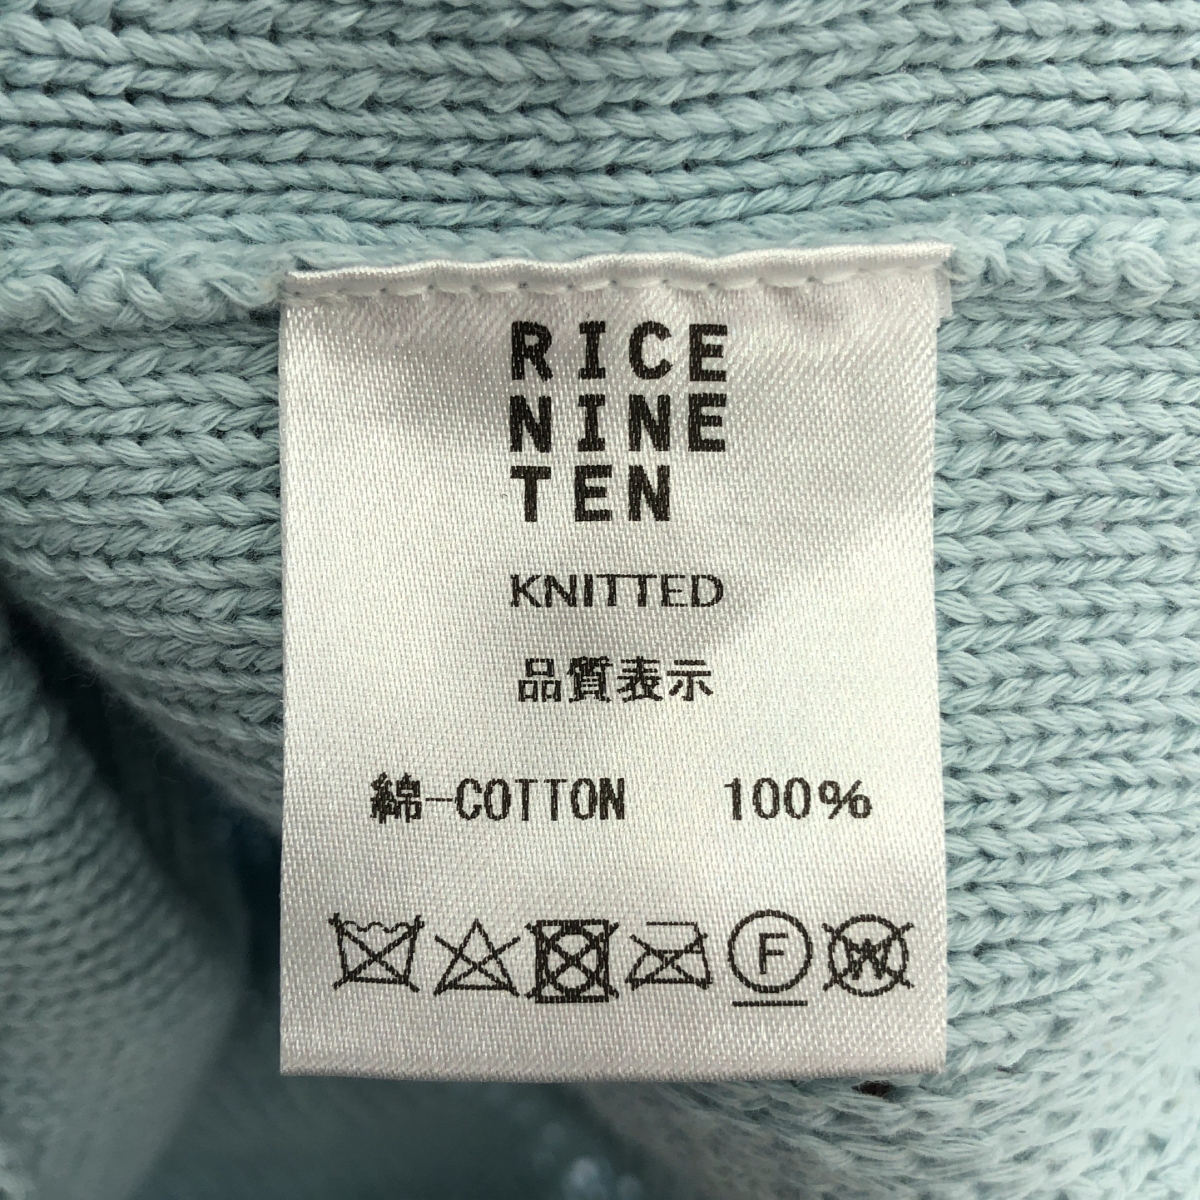 RICE
NINE
TEN
KNITTED
品質表示
綿-COTTON 100%
F W